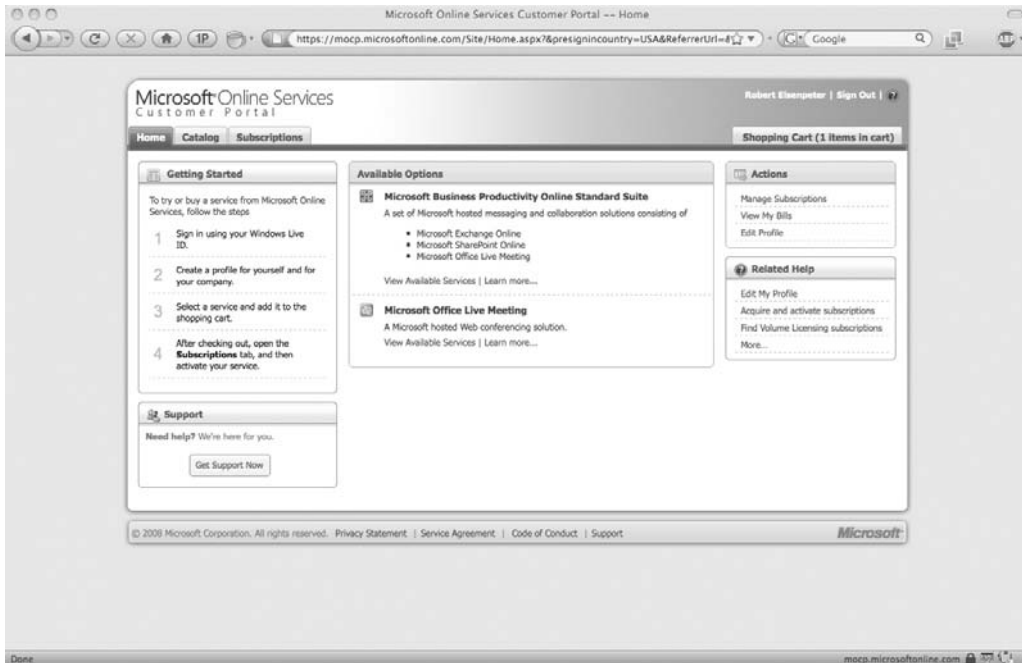 Microsoft Online Services Customer Portal -- Home
1P
https://mocp.microsoftonline.com/Site/Home.aspx?&presignincountry=USA&ReferrerUrl=
Google
Microsoft Online Services
Customer Portal
Robert Elsenpeter | Sign Out |
Home Catalog Subscriptions
Shopping Cart (1 items in cart)
Getting Started
To try or buy a service from Microsoft Online
Services, follow the steps
1 Sign in using your Windows Live
ID.
2 Create a profile for yourself and for
your company.
3 Select a service and add it to the
shopping cart.
4 After checking out, open the
Subscriptions tab, and then
activate your service.
Support
Need help? We're here for you.
Get Support Now
Available Options
Microsoft Business Productivity Online Standard Suite
A set of Microsoft hosted messaging and collaboration solutions consisting of
• Microsoft Exchange Online
• Microsoft SharePoint Online
• Microsoft Office Live Meeting
View Available Services | Learn more...
Microsoft Office Live Meeting
A Microsoft hosted Web conferencing solution.
View Available Services | Learn more...
Actions
Manage Subscriptions
View My Bills
Edit Profile
Related Help
Edit My Profile
Acquire and activate subscriptions
Find Volume Licensing subscriptions
More...
© 2008 Microsoft Corporation. All rights reserved. Privacy Statement | Service Agreement | Code of Conduct | Support
Microsoft
Done
mocp.microsoftonline.com